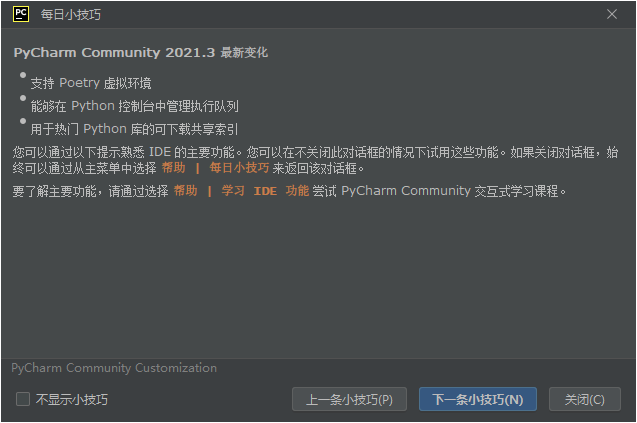 PC
每日小技巧
PyCharm Community 2021.3 最新变化
支持 Poetry 虚拟环境
能够在 Python 控制台中管理执行队列
用于热门 Python 库的可下载共享索引
您可以通过以下提示熟悉 IDE 的主要功能。您可以在不关闭此对话框的情况下试用这些功能。如果关闭对话框，始
终可以通过从主菜单中选择 帮助 | 每日小技巧 来返回该对话框。
要了解主要功能，请通过选择 帮助 | 学习 IDE 功能 尝试 PyCharm Community 交互式学习课程。
PyCharm Community Customization
不显示小技巧
上一条小技巧(P)
下一条小技巧(N)
关闭(C)